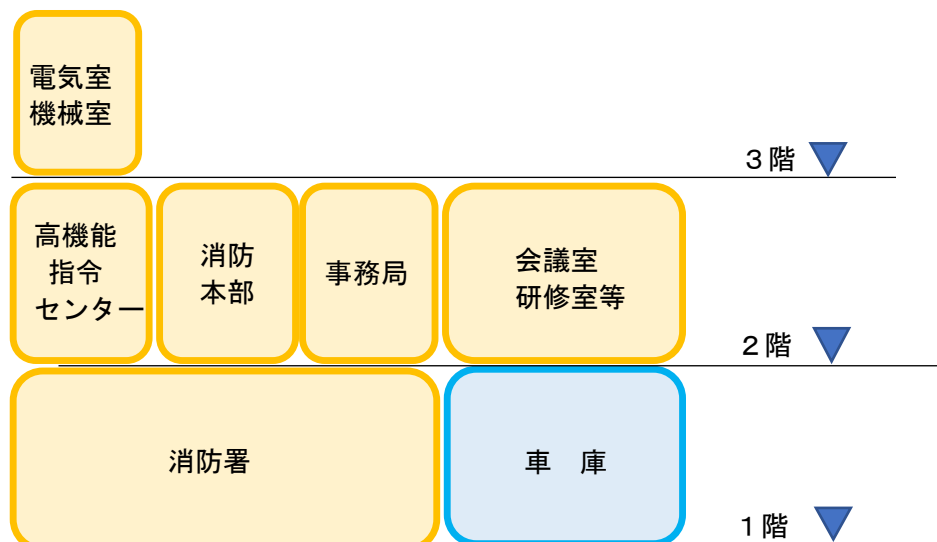 電気室
機械室
３階
高機能
指令
センター
消防
本部
事務局
会議室
研修室等
２階
消防署
車　庫
１階